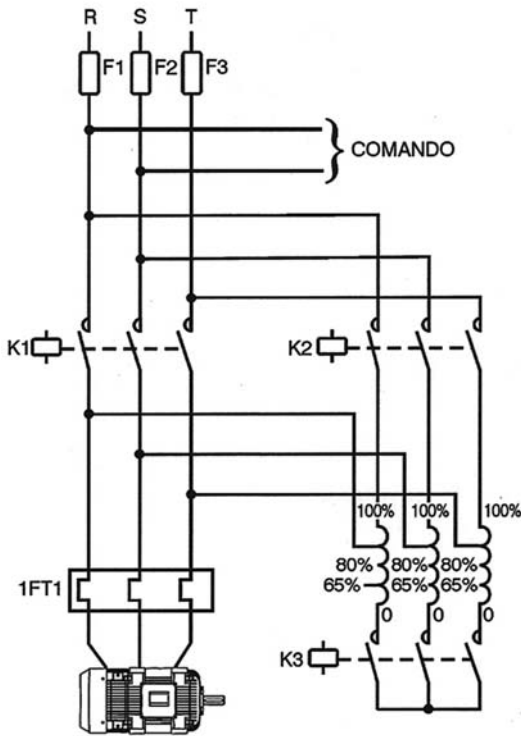 R S T
F1 F2 F3
COMANDO
K1 K2
100% 100% 100%
80% 80% 80%
65% 65% 65%
1FT1
0 0 0
K3